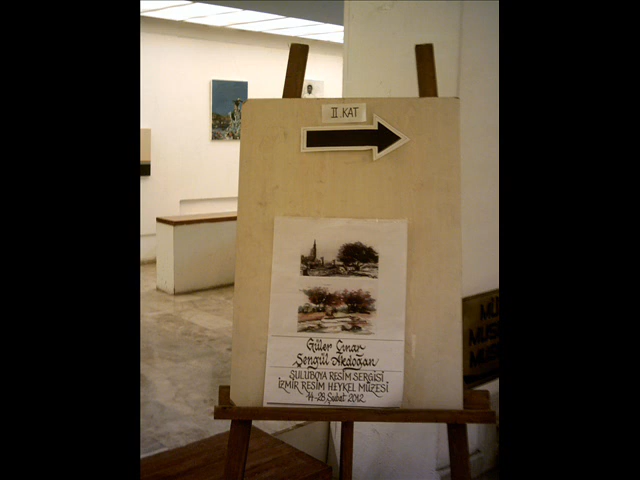 II KAT
Güler Çınar
Şengül Akdoğan
SULUBOYA RESİM SERGİSİ
İZMİR RESİM HEYKEL MÜZESİ
14-28 Şubat 2012